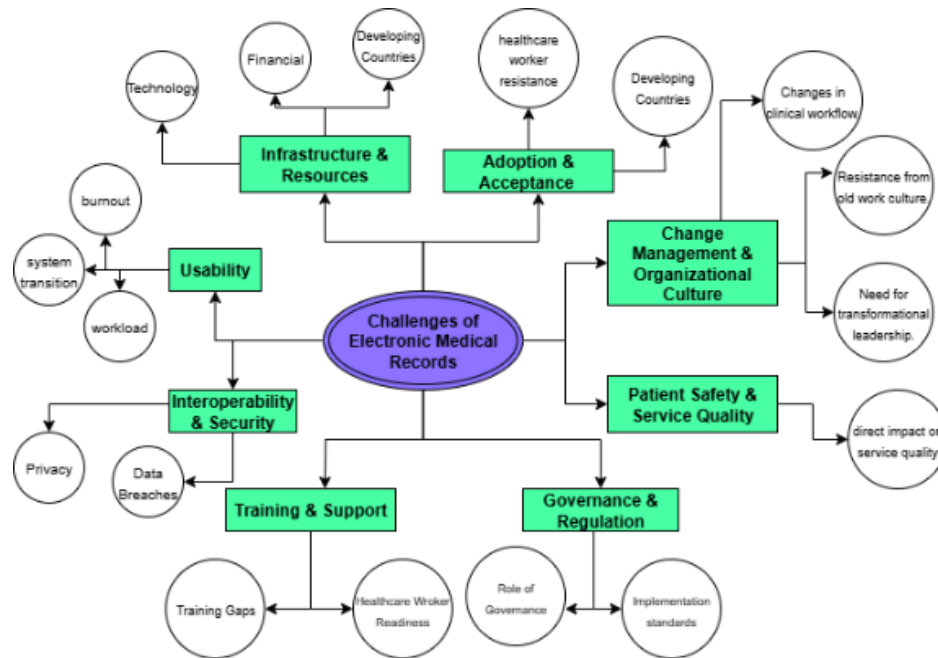 Developing
Countries
Financial
Technology
healthcare
worker
resistance
Developing
Countries
Changes in
clinical workflow.
Infrastructure &
Resources
Adoption &
Acceptance
Resistance from
old work culture.
burnout
system
transition
workload
Usability
Change
Management &
Organizational
Culture
Need for
transformational
leadership.
Challenges of
Electronic Medical
Records
Interoperability
& Security
Patient Safety &
Service Quality
direct impact on
service quality
Privacy
Data
Breaches
Training & Support
Governance &
Regulation
Training Gaps
Healthcare Wroker
Readiness
Role of
Governance
Implementation
standards